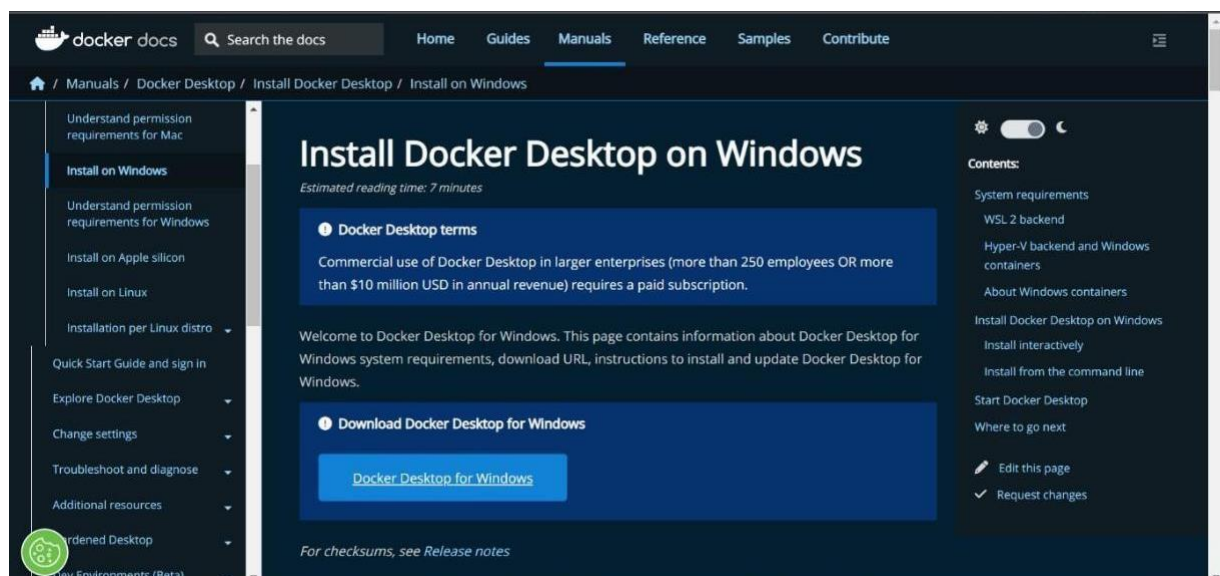 docker docs
Search the docs
Home Guides Manuals Reference Samples Contribute
/ Manuals / Docker Desktop / Install Docker Desktop / Install on Windows
Understand permission
requirements for Mac
Install on Windows
Understand permission
requirements for Windows
Install on Apple silicon
Install on Linux
Installation per Linux distro
Quick Start Guide and sign in
Explore Docker Desktop
Change settings
Troubleshoot and diagnose
Additional resources
Desktop
Dev Environments (Beta)
Install Docker Desktop on Windows
Estimated reading time: 7 minutes
Docker Desktop terms
Commercial use of Docker Desktop in larger enterprises (more than 250 employees OR more
than $10 million USD in annual revenue) requires a paid subscription.
Welcome to Docker Desktop for Windows. This page contains information about Docker Desktop for
Windows system requirements, download URL, instructions to install and update Docker Desktop for
Windows.
Download Docker Desktop for Windows
Docker Desktop for Windows
For checksums, see Release notes
Contents:
System requirements
WSL 2 backend
Hyper-V backend and Windows
containers
About Windows containers
Install Docker Desktop on Windows
Install interactively
Install from the command line
Start Docker Desktop
Where to go next
Edit this page
Request changes